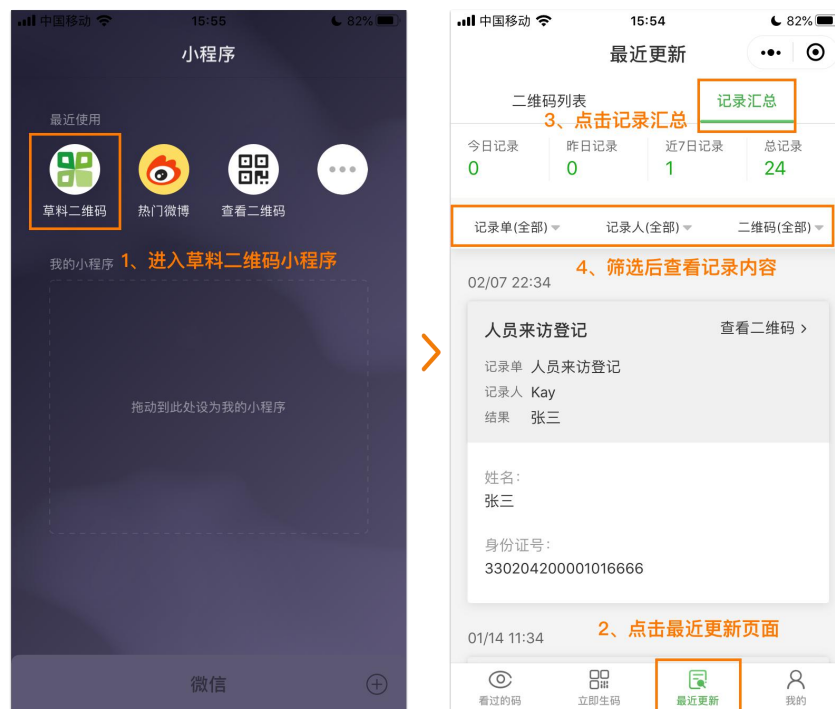 中国移动 15:55 82%
小程序
最近使用
草料二维码 热门微博 查看二维码
我的小程序 1、进入草料二维码小程序
拖动到此处设为我的小程序
微信
中国移动 15:54 82%
最近更新
二维码列表 记录汇总
3、点击记录汇总
今日记录 昨日记录 近7日记录 总记录
0 0 1 24
记录单(全部) 记录人(全部) 二维码(全部)
4、筛选后查看记录内容
02/07 22:34
人员来访登记 查看二维码
记录单 人员来访登记
记录人 Kay
结果 张三
姓名:
张三
身份证号:
330204200001016666
2、点击最近更新页面
01/14 11:34
看过的码 立即生码 最近更新 我的